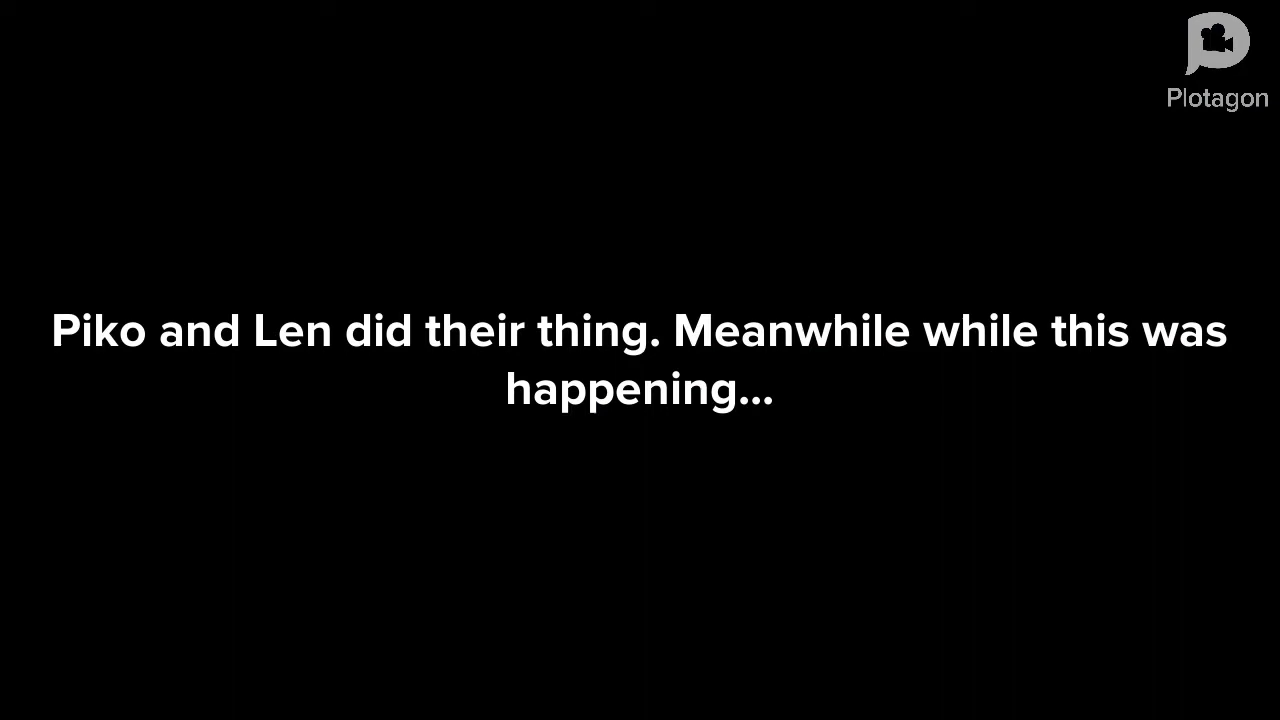 Plotagon
Piko and Len did their thing. Meanwhile while this was
happening...